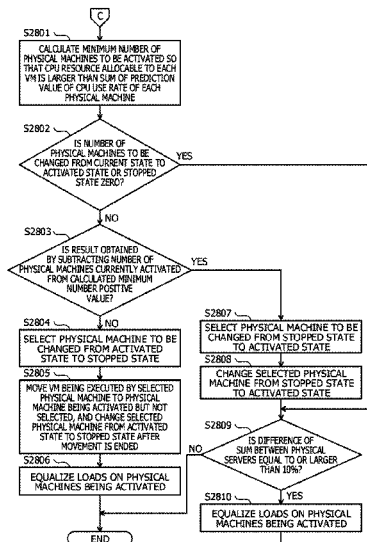 C
S2801
CALCULATE MINIMUM NUMBER OF
PHYSICAL MACHINES TO BE ACTIVATED SO
THAT CPU RESOURCE ALLOCABLE TO EACH
VM IS LARGER THAN SUM OF PREDICTION
VALUE OF CPU USE RATE OF EACH
PHYSICAL MACHINE
S2802
IS NUMBER OF
PHYSICAL MACHINES TO BE
CHANGED FROM CURRENT STATE TO
ACTIVATED STATE OR STOPPED
STATE ZERO?
YES
NO
S2803
IS RESULT OBTAINED
BY SUBTRACTING NUMBER OF
PHYSICAL MACHINES CURRENTLY ACTIVATED
FROM CALCULATED MINIMUM
NUMBER POSITIVE
VALUE?
YES
NO
S2804
SELECT PHYSICAL MACHINE TO BE
CHANGED FROM ACTIVATED
STATE TO STOPPED STATE
S2805
MOVE VM BEING EXECUTED BY SELECTED
PHYSICAL MACHINE TO PHYSICAL
MACHINE BEING ACTIVATED BUT NOT
SELECTED, AND CHANGE SELECTED
PHYSICAL MACHINE FROM ACTIVATED
STATE TO STOPPED STATE AFTER
MOVEMENT IS ENDED
S2806
EQUALIZE LOADS ON PHYSICAL
MACHINES BEING ACTIVATED
END
S2807
SELECT PHYSICAL MACHINE TO BE
CHANGED FROM STOPPED STATE
TO ACTIVATED STATE
S2808
CHANGE SELECTED PHYSICAL
MACHINE FROM STOPPED STATE
TO ACTIVATED STATE
S2809
IS DIFFERENCE OF
SUM BETWEEN PHYSICAL
SERVERS EQUAL TO OR LARGER
THAN 10%?
NO
YES
S2810
EQUALIZE LOADS ON PHYSICAL
MACHINES BEING ACTIVATED